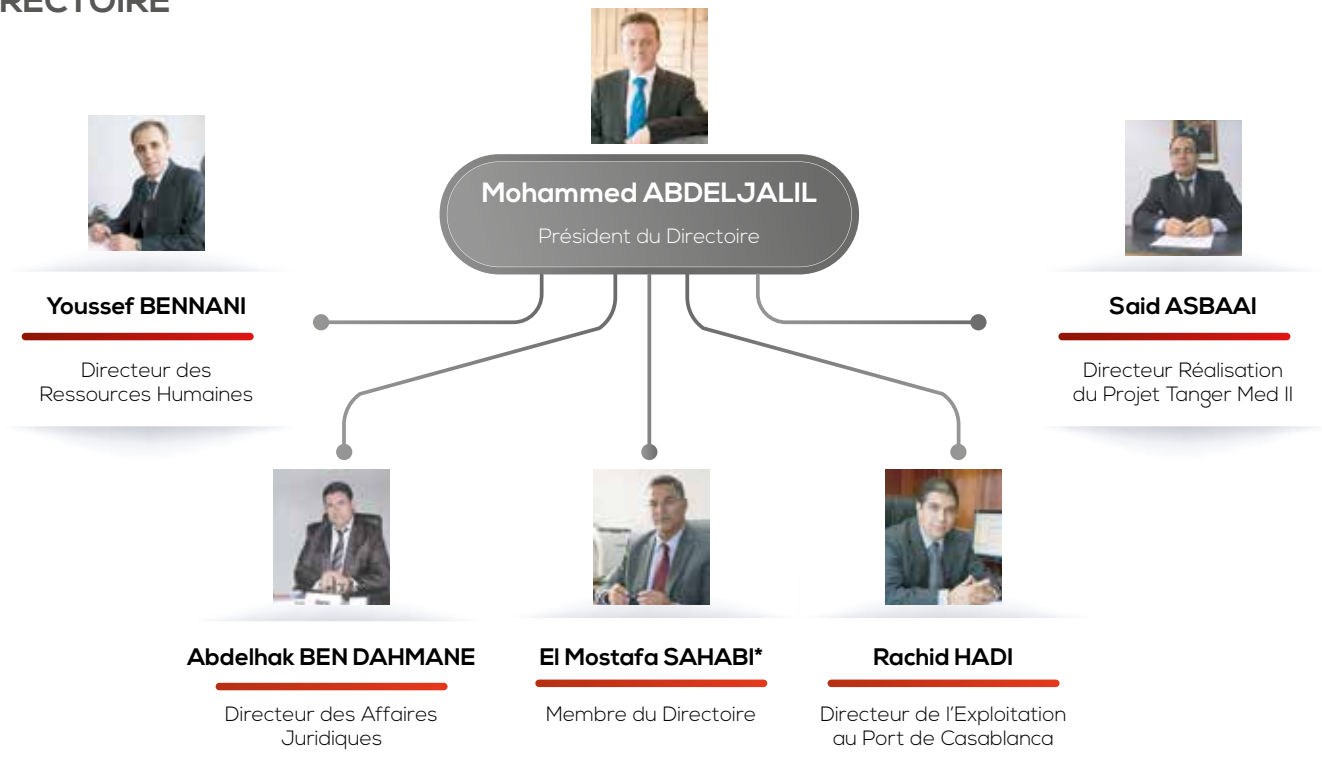 RECTOIRE
Mohammed ABDELJALIL
Président du Directoire
Youssef BENNANI
Directeur des
Ressources Humaines
Said ASBAAI
Directeur Réalisation
du Projet Tanger Med II
Abdelhak BEN DAHMANE
Directeur des Affaires
Juridiques
El Mostafa SAHABI*
Membre du Directoire
Rachid HADI
Directeur de l'Exploitation
au Port de Casablanca